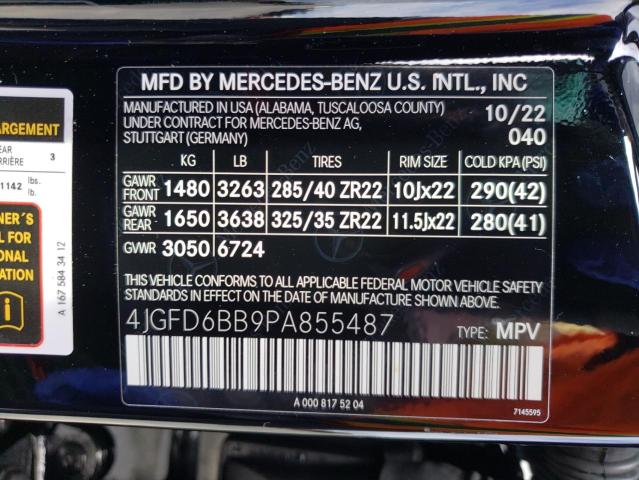 MFD BY MERCEDES-BENZ U.S. INTL., INC
MANUFACTURED IN USA (ALABAMA, TUSCALOOSA COUNTY)
UNDER CONTRACT FOR MERCEDES-BENZ AG,
STUTTGART (GERMANY)
10/22
040
KG LB TIRES RIM SIZE COLD KPA (PSI)
GAWR FRONT 1480 3263 285/40 ZR22 10Jx22 290(42)
GAWR REAR 1650 3638 325/35 ZR22 11.5Jx22 280(41)
GVWR 3050 6724
THIS VEHICLE CONFORMS TO ALL APPLICABLE FEDERAL MOTOR VEHICLE SAFETY
STANDARDS IN EFFECT ON THE DATE OF MANUFACTURE SHOWN ABOVE.
4JGFD6BB9PA855487
TYPE: MPV
A 000 817 52 04
7145595
ARGEMENT
EAR
RRIÈRE 3
1142 lbs.
lb.
NER'S
L FOR
IONAL
ATION
A 167 584 34 12